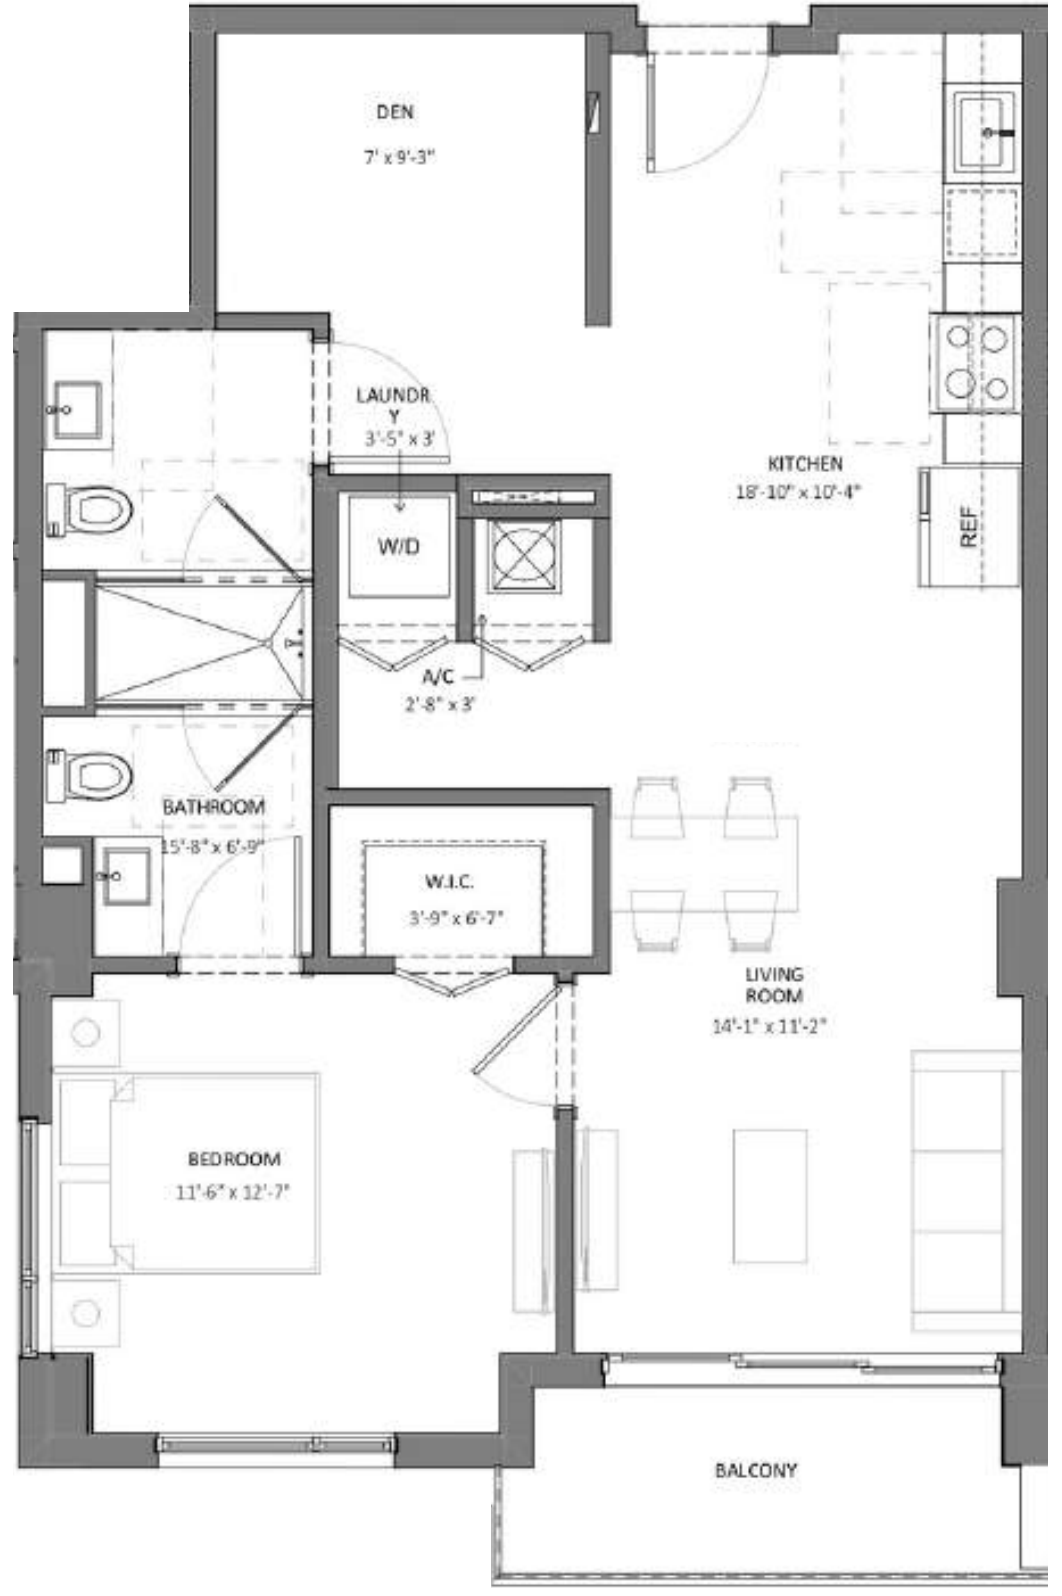 DEN
7' x 9'-3"
LAUNDR
Y
3'-5" x 3'
KITCHEN
18'-10" x 10'-4"
REF
W/D
A/C
2'-8" x 3'
BATHROOM
15'-8" x 6'-9"
W.I.C.
3'-9" x 6'-7"
LIVING
ROOM
14'-1" x 11'-2"
BEDROOM
11'-6" x 12'-7"
BALCONY